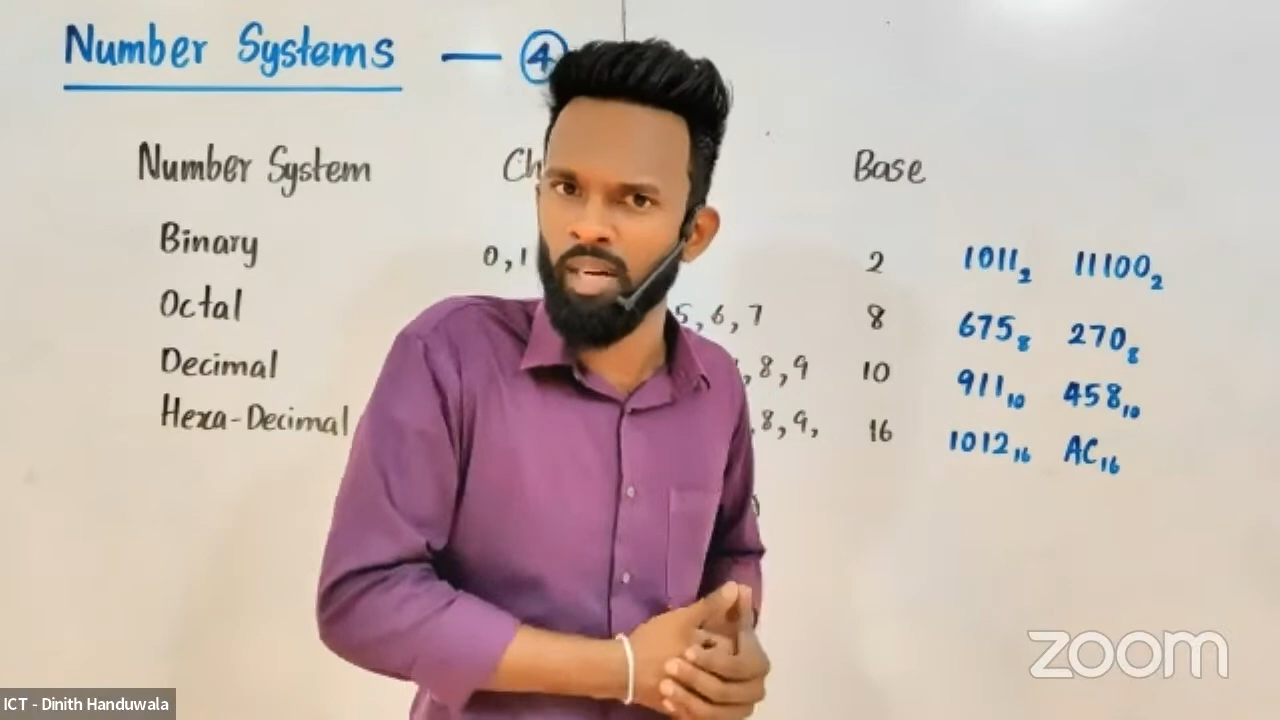 Number Systems — 4
Number System Base
Binary 0,1 2 1011₂ 11100₂
Octal 5, 6, 7 8 675₈ 270₈
Decimal , 8, 9 10 911₁₀ 458₁₀
Hexa-Decimal 8, 9, 16 1012₁₆ AC₁₆
zoom
ICT - Dinith Handuwala